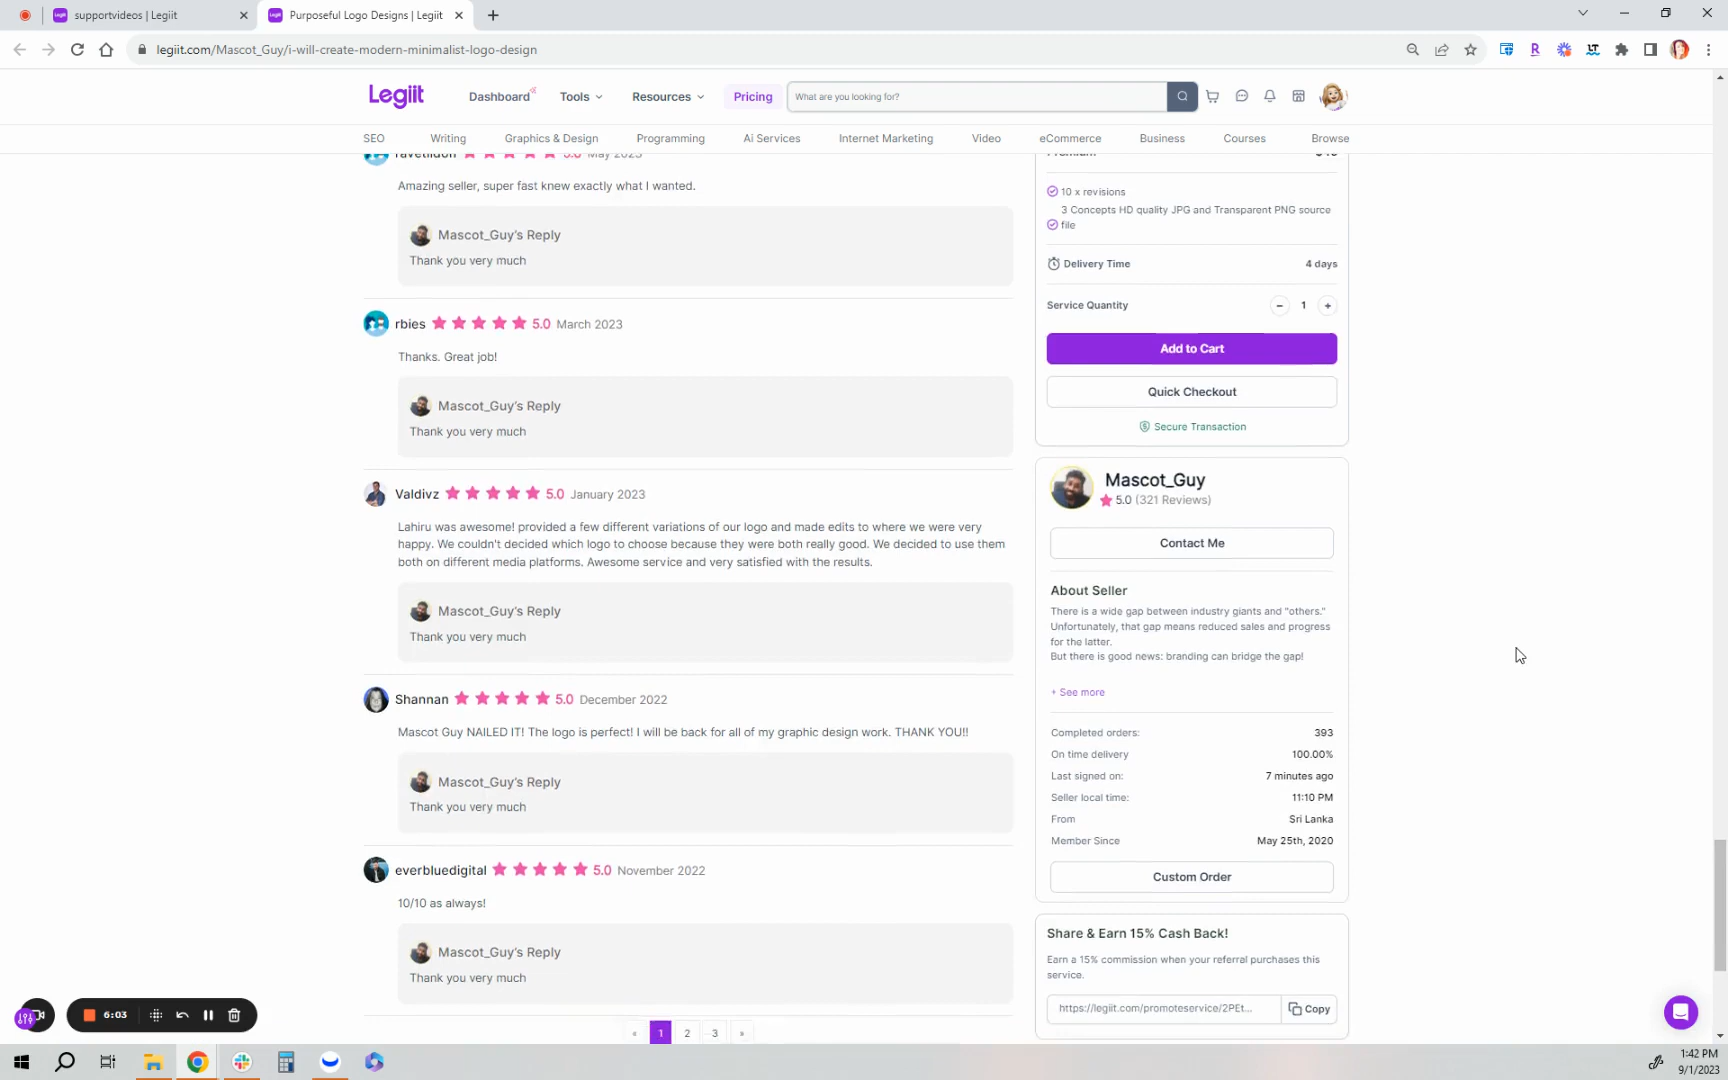 supportvideos | Legiit
Purposeful Logo Designs | Legiit
legiit.com/Mascot_Guy/i-will-create-modern-minimalist-logo-design
Legiit
Dashboard
Tools
Resources
Pricing
What are you looking for?
SEO
Writing
Graphics & Design
Programming
Ai Services
Internet Marketing
Video
eCommerce
Business
Courses
Browse
5.0 May 2023
Amazing seller, super fast knew exactly what I wanted.
Mascot_Guy's Reply
Thank you very much
rbies 5.0 March 2023
Thanks. Great job!
Mascot_Guy's Reply
Thank you very much
Valdivz 5.0 January 2023
Lahiru was awesome! provided a few different variations of our logo and made edits to where we were very
happy. We couldn't decided which logo to choose because they were both really good. We decided to use them
both on different media platforms. Awesome service and very satisfied with the results.
Mascot_Guy's Reply
Thank you very much
Shannan 5.0 December 2022
Mascot Guy NAILED IT! The logo is perfect! I will be back for all of my graphic design work. THANK YOU!!
Mascot_Guy's Reply
Thank you very much
everbluedigital 5.0 November 2022
10/10 as always!
Mascot_Guy's Reply
Thank you very much
« 1 2 3 »
Premium
10 x revisions
3 Concepts HD quality JPG and Transparent PNG source
file
Delivery Time 4 days
Service Quantity - 1 +
Add to Cart
Quick Checkout
Secure Transaction
Mascot_Guy
5.0 (321 Reviews)
Contact Me
About Seller
There is a wide gap between industry giants and "others."
Unfortunately, that gap means reduced sales and progress
for the latter.
But there is good news: branding can bridge the gap!
+ See more
Completed orders: 393
On time delivery 100.00%
Last signed on: 7 minutes ago
Seller local time: 11:10 PM
From Sri Lanka
Member Since May 25th, 2020
Custom Order
Share & Earn 15% Cash Back!
Earn a 15% commission when your referral purchases this
service.
https://legiit.com/promoteservice/2PEt... Copy
6:03
1:42 PM
9/1/2023